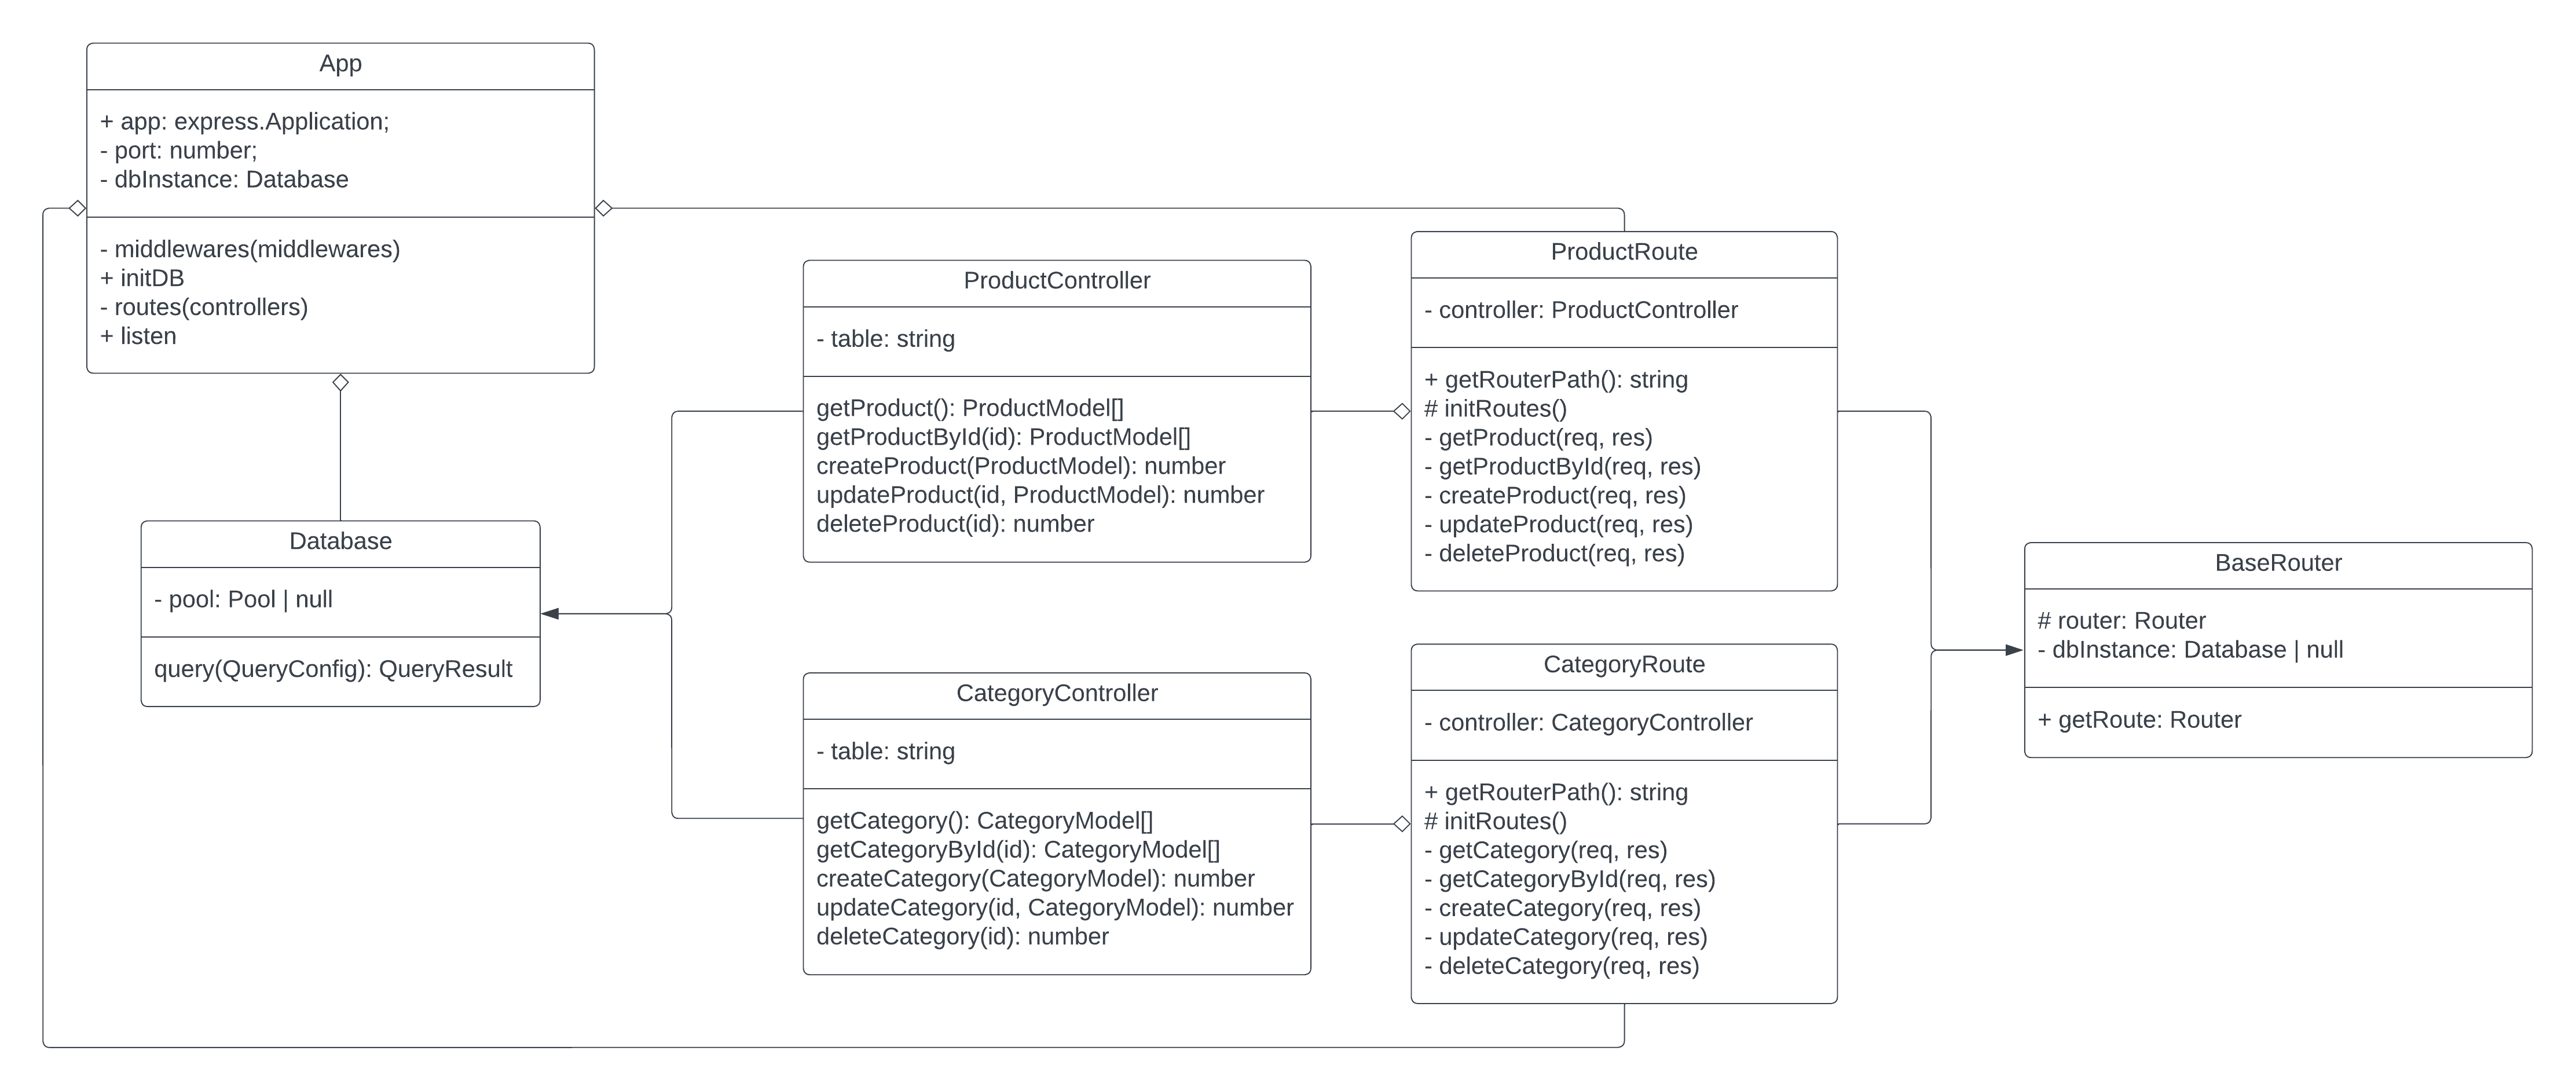 App
+ app: express.Application;
- port: number;
- dbInstance: Database
- middlewares(middlewares)
+ initDB
- routes(controllers)
+ listen
Database
- pool: Pool | null
query(QueryConfig): QueryResult
ProductController
- table: string
getProduct(): ProductModel[]
getProductById(id): ProductModel[]
createProduct(ProductModel): number
updateProduct(id, ProductModel): number
deleteProduct(id): number
CategoryController
- table: string
getCategory(): CategoryModel[]
getCategoryById(id): CategoryModel[]
createCategory(CategoryModel): number
updateCategory(id, CategoryModel): number
deleteCategory(id): number
ProductRoute
- controller: ProductController
+ getRouterPath(): string
# initRoutes()
- getProduct(req, res)
- getProductById(req, res)
- createProduct(req, res)
- updateProduct(req, res)
- deleteProduct(req, res)
CategoryRoute
- controller: CategoryController
+ getRouterPath(): string
# initRoutes()
- getCategory(req, res)
- getCategoryById(req, res)
- createCategory(req, res)
- updateCategory(req, res)
- deleteCategory(req, res)
BaseRouter
# router: Router
- dbInstance: Database | null
+ getRoute: Router